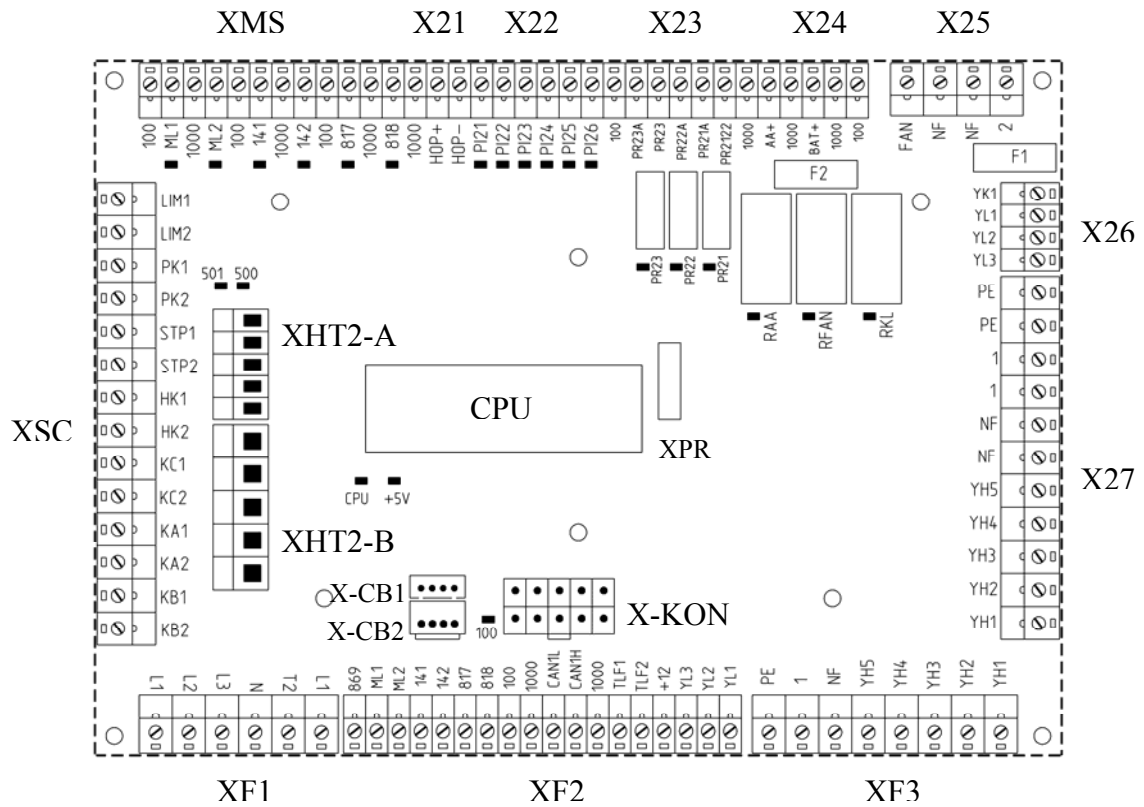 XMS X21 X22 X23 X24 X25
100 ML1 1000 ML2 100 141 1000 142 100 817 1000 818 1000 HOP+ HOP- PI21 PI22 PI23 PI24 PI25 PI26 100 PR23A PR23 PR22A PR21A PR2122 1000 AA+ 1000 BAT+ 1000 100 FAN NF NF 2
F2 F1
LIM1
LIM2
PK1
PK2
STP1
STP2
HK1
HK2
KC1
KC2
KA1
KA2
KB1
KB2
XSC
501 500
XHT2-A
XHT2-B
PR23 PR22 PR21
RAA RFAN RKL
CPU
XPR
CPU +5V
X-CB1
X-CB2
100
X-KON
YK1
YL1
YL2
YL3
X26
PE
PE
1
1
NF
NF
YH5
YH4
YH3
YH2
YH1
X27
L1 L2 L3 N T2 L1
869 ML1 ML2 141 142 817 818 100 1000 CAN1L CAN1H 1000 TLF1 TLF2 +12 YL3 YL2 YL1
PE 1 NF YH5 YH4 YH3 YH2 YH1
XF1 XF2 XF3